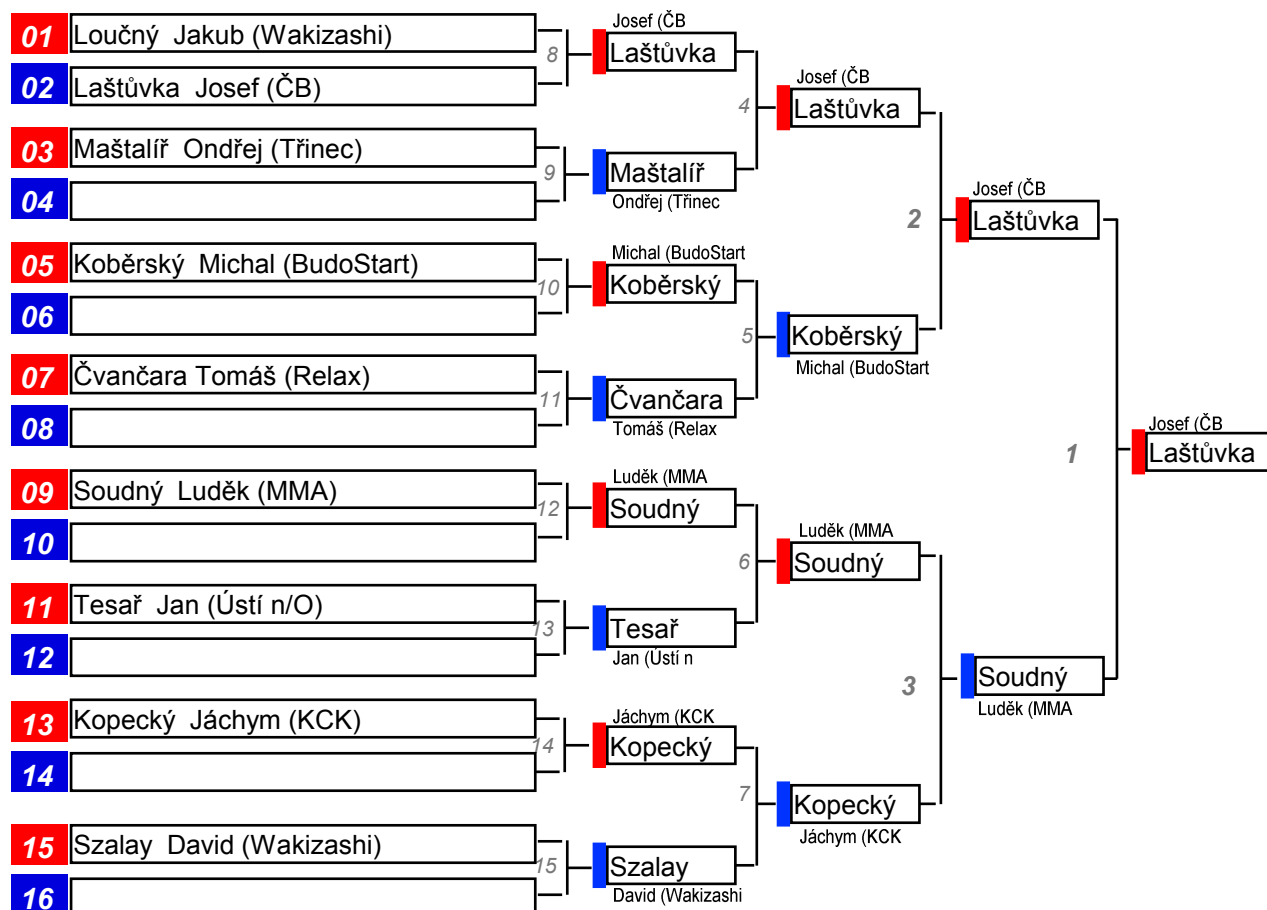 01 Loučný Jakub (Wakizashi)
02 Laštůvka Josef (ČB)
03 Maštalíř Ondřej (Třinec)
04
05 Koběrský Michal (BudoStart)
06
07 Čvančara Tomáš (Relax)
08
09 Soudný Luděk (MMA)
10
11 Tesař Jan (Ústí n/O)
12
13 Kopecký Jáchym (KCK)
14
15 Szalay David (Wakizashi)
16
8
9
10
11
12
13
14
15
Josef (ČB
Laštůvka
Maštalíř
Ondřej (Třinec
Michal (BudoStart
Koběrský
Čvančara
Tomáš (Relax
Luděk (MMA
Soudný
Tesař
Jan (Ústí n
Jáchym (KCK
Kopecký
Szalay
David (Wakizashi
4
5
6
7
Josef (ČB
Laštůvka
Koběrský
Michal (BudoStart
Luděk (MMA
Soudný
Kopecký
Jáchym (KCK
2
3
Josef (ČB
Laštůvka
Soudný
Luděk (MMA
1
Josef (ČB
Laštůvka